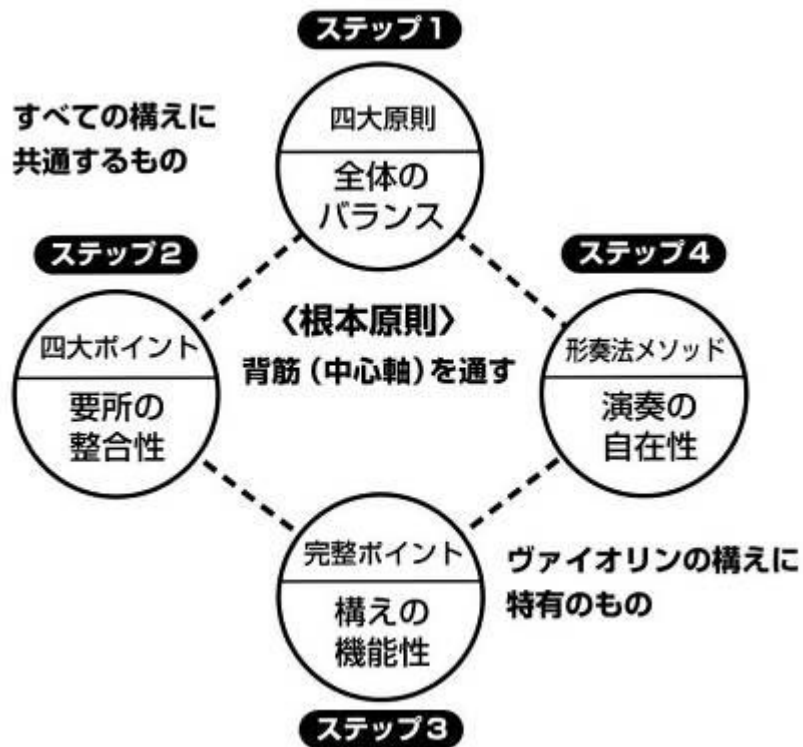 ステップ1
四大原則
全体の
バランス
すべての構えに
共通するもの
ステップ2
四大ポイント
要所の
整合性
〈根本原則〉
背筋(中心軸)を通す
ステップ4
形奏法メソッド
演奏の
自在性
完整ポイント
構えの
機能性
ステップ3
ヴァイオリンの構えに
特有のもの